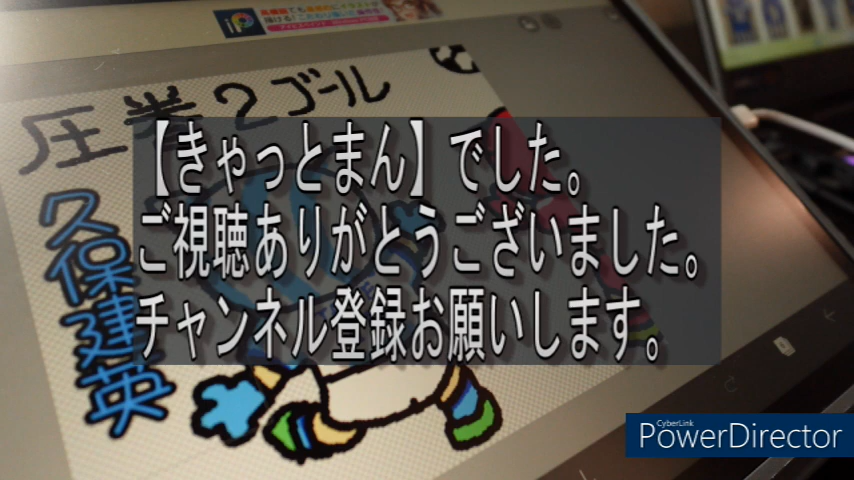 圧巻2ゴール
【きゃっとまん】でした。
ご視聴ありがとうございました。
チャンネル登録お願いします。
久保建英
CyberLink
PowerDirector